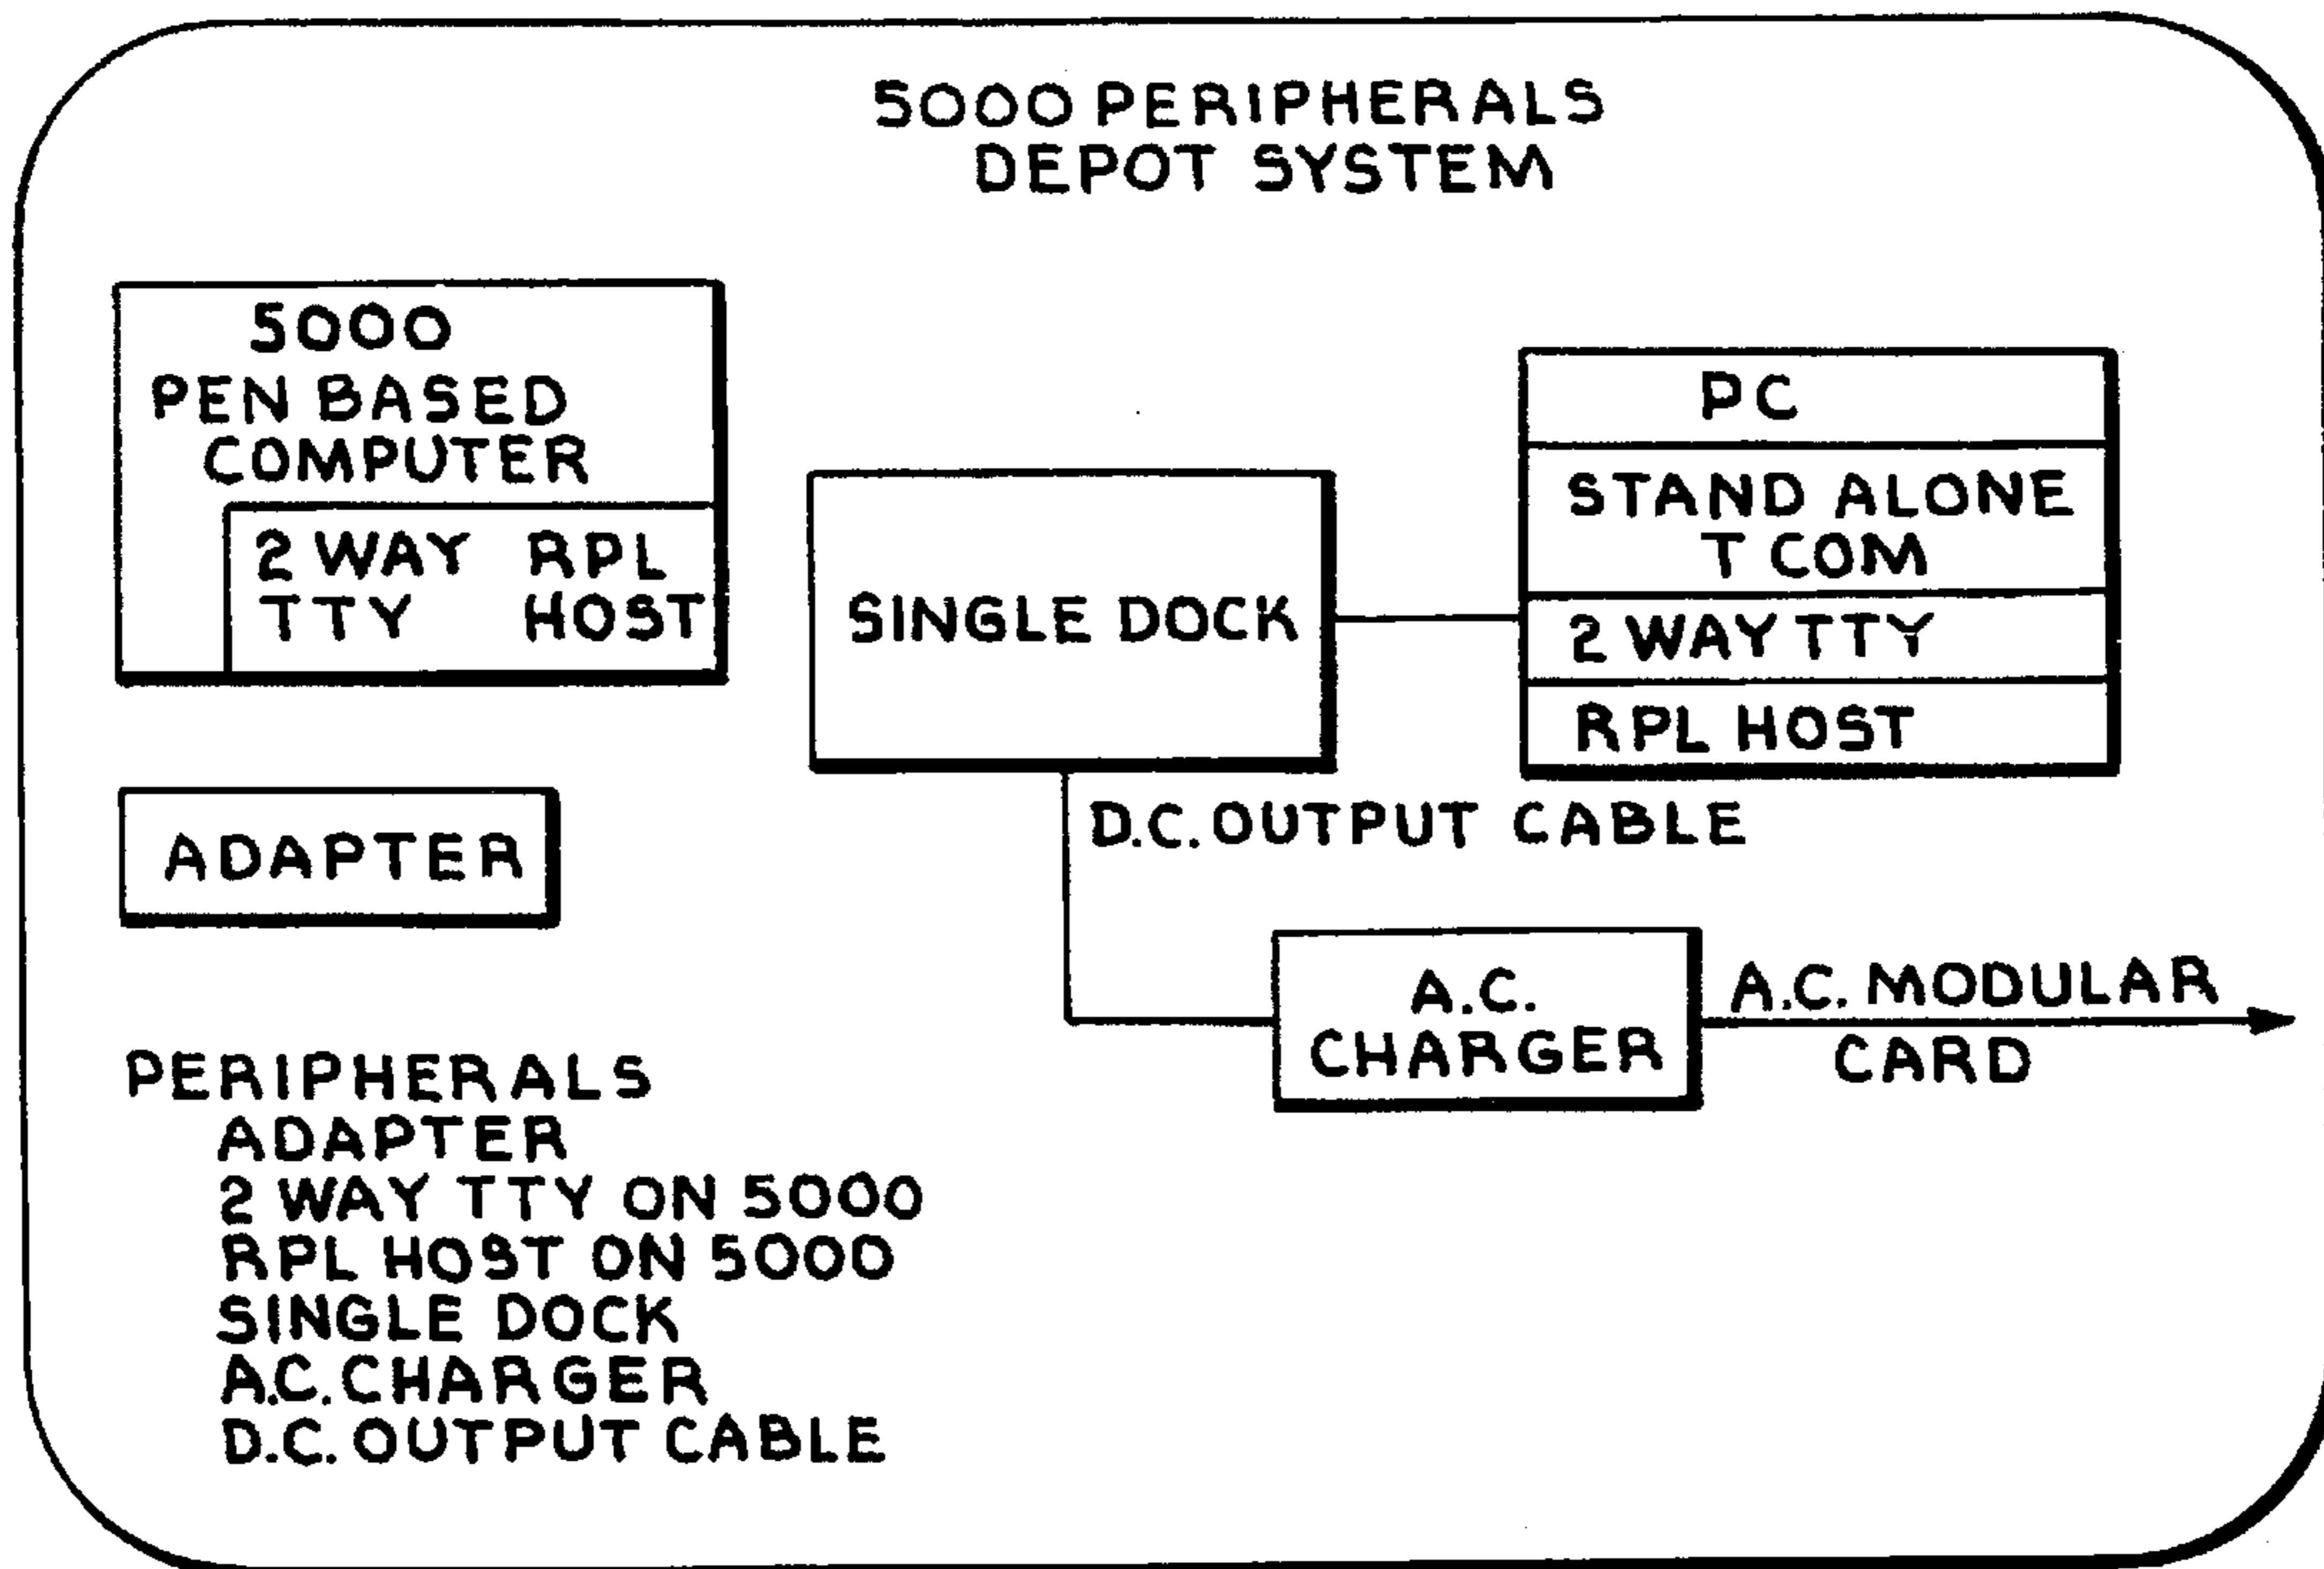 5000 PERIPHERALS
DEPOT SYSTEM
5000
PEN BASED
COMPUTER
2 WAY RPL
TTY HOST
ADAPTER
SINGLE DOCK
PC
STAND ALONE
T COM
2 WAY TTY
RPL HOST
D.C. OUTPUT CABLE
A.C.
CHARGER
A.C. MODULAR
CARD
PERIPHERALS
ADAPTER
2 WAY TTY ON 5000
RPL HOST ON 5000
SINGLE DOCK
A.C. CHARGER
D.C. OUTPUT CABLE